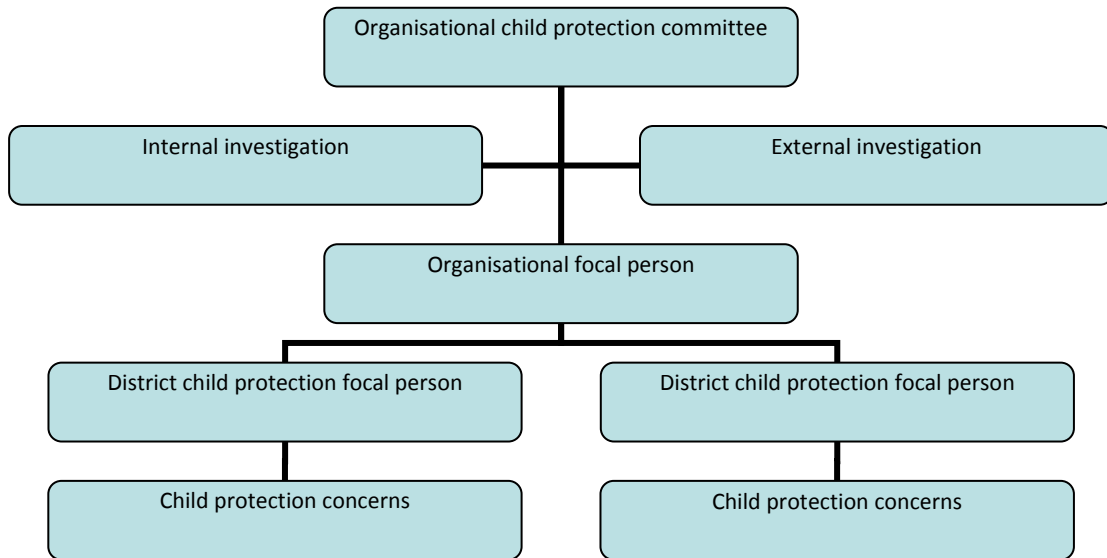 Organisational child protection committee
Internal investigation
External investigation
Organisational focal person
District child protection focal person
District child protection focal person
Child protection concerns
Child protection concerns